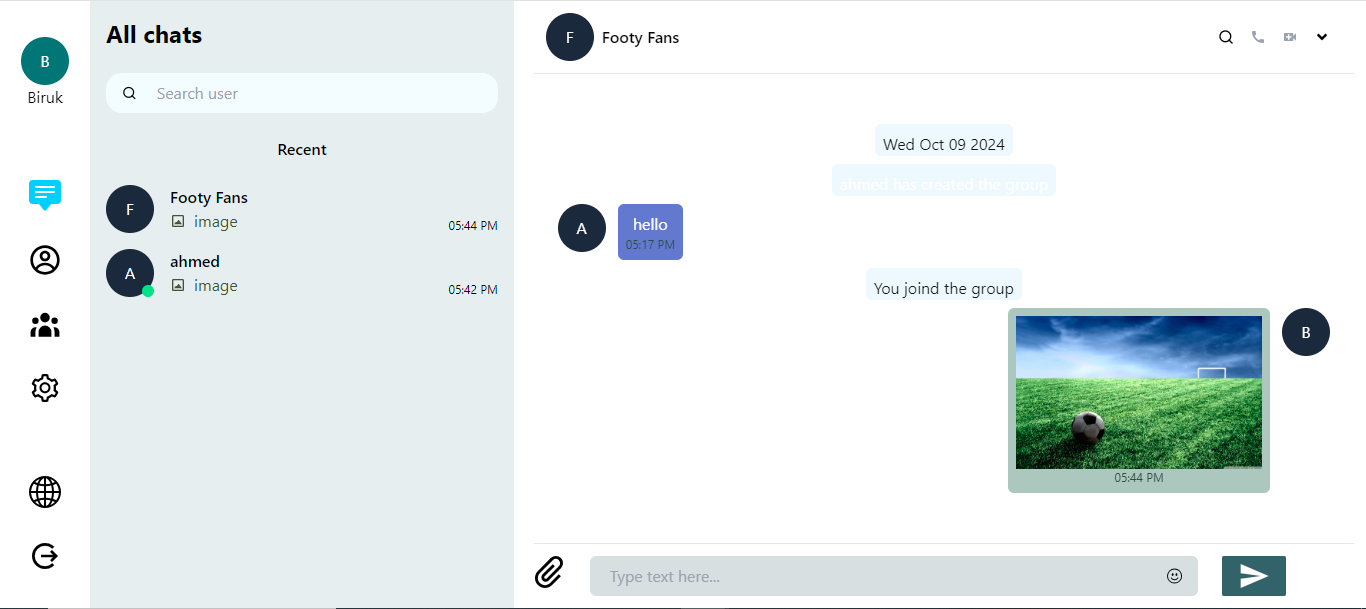 B
Biruk
All chats
Search user
Recent
F
Footy Fans
image
05:44 PM
A
ahmed
image
05:42 PM
F
Footy Fans
Wed Oct 09 2024
ahmed has created the group
A
hello
05:17 PM
You joind the group
B
05:44 PM
Type text here...